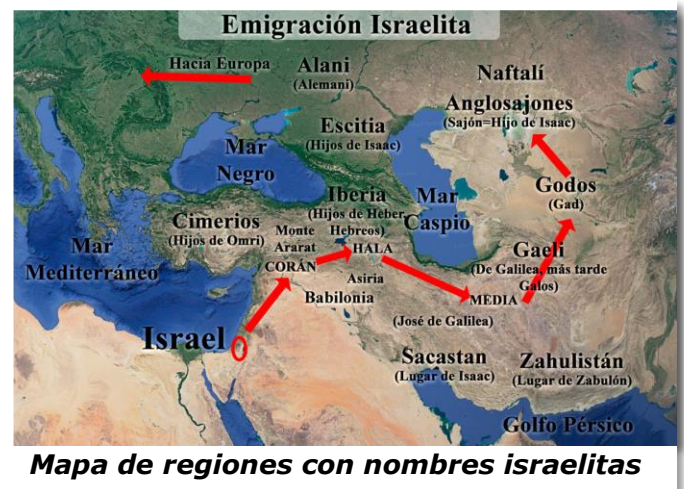 Emigración Israelita
Hacia Europa
Alani
(Alemani)
Naftalí
Anglosajones
(Sajón=Hijo de Isaac)
Escitia
(Hijos de Isaac)
Mar
Negro
Godos
(Gad)
Iberia
(Hijos de Heber,
Hebreos)
Mar
Caspio
Cimerios
(Hijos de Omri)
Monte
Ararat
CORÁN
HALA
Gaeli
(De Galilea, más tarde
Galos)
Mar
Mediterráneo
Asiria
Babilonia
MEDIA
(José de Galilea)
Israel
Sacastan
(Lugar de Isaac)
Zahulistán
(Lugar de Zabulón)
Golfo Pérsico
Mapa de regiones con nombres israelitas